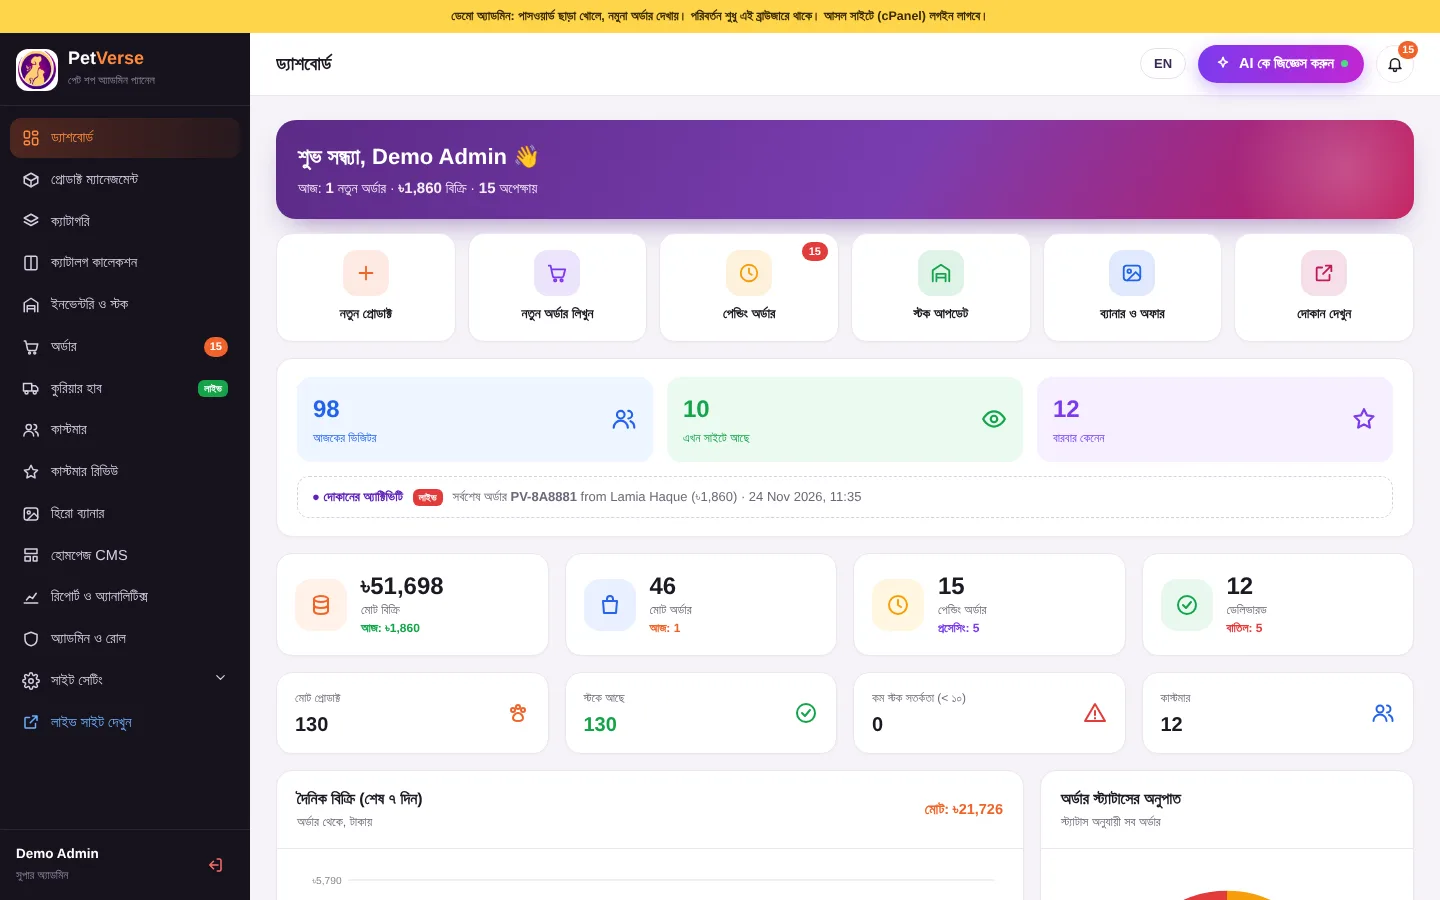 ডেমো অ্যাডমিন: পাসওয়ার্ড ছাড়া খোলে, নমুনা অর্ডার দেখায়। পরিবর্তন শুধু এই ব্রাউজারে থাকে। আসল সাইটে (cPanel) লগইন লাগবে।
PetVerse
পেট শপ অ্যাডমিন প্যানেল
ড্যাশবোর্ড
প্রোডাক্ট ম্যানেজমেন্ট
ক্যাটাগরি
ক্যাটালগ কালেকশন
ইনভেন্টরি ও স্টক
অর্ডার 15
কুরিয়ার হাব লাইভ
কাস্টমার
কাস্টমার রিভিউ
হিরো ব্যানার
হোমপেজ CMS
রিপোর্ট ও অ্যানালিটিক্স
অ্যাডমিন ও রোল
সাইট সেটিং
লাইভ সাইট দেখুন
Demo Admin
সুপার অ্যাডমিন
ড্যাশবোর্ড
EN
AI কে জিজ্ঞেস করুন
15
শুভ সন্ধ্যা, Demo Admin 👋
আজ: 1 নতুন অর্ডার · ৳1,860 বিক্রি · 15 অপেক্ষায়
নতুন প্রোডাক্ট
নতুন অর্ডার লিখুন
15
পেন্ডিং অর্ডার
স্টক আপডেট
ব্যানার ও অফার
দোকান দেখুন
98
আজকের ভিজিটর
10
এখন সাইটে আছে
12
বারবার কেনেন
● দোকানের অ্যাক্টিভিটি লাইভ সর্বশেষ অর্ডার PV-8A8881 from Lamia Haque (৳1,860) · 24 Nov 2026, 11:35
৳51,698
মোট বিক্রি
আজ: ৳1,860
46
মোট অর্ডার
আজ: 1
15
পেন্ডিং অর্ডার
প্রসেসিং: 5
12
ডেলিভারড
বাতিল: 5
মোট প্রোডাক্ট
130
স্টকে আছে
130
কম স্টক সতর্কতা (< ১০)
0
কাস্টমার
12
দৈনিক বিক্রি (শেষ ৭ দিন)
অর্ডার থেকে, টাকায়
মোট: ৳21,726
৳5,790
অর্ডার স্ট্যাটাসের অনুপাত
স্ট্যাটাস অনুযায়ী সব অর্ডার